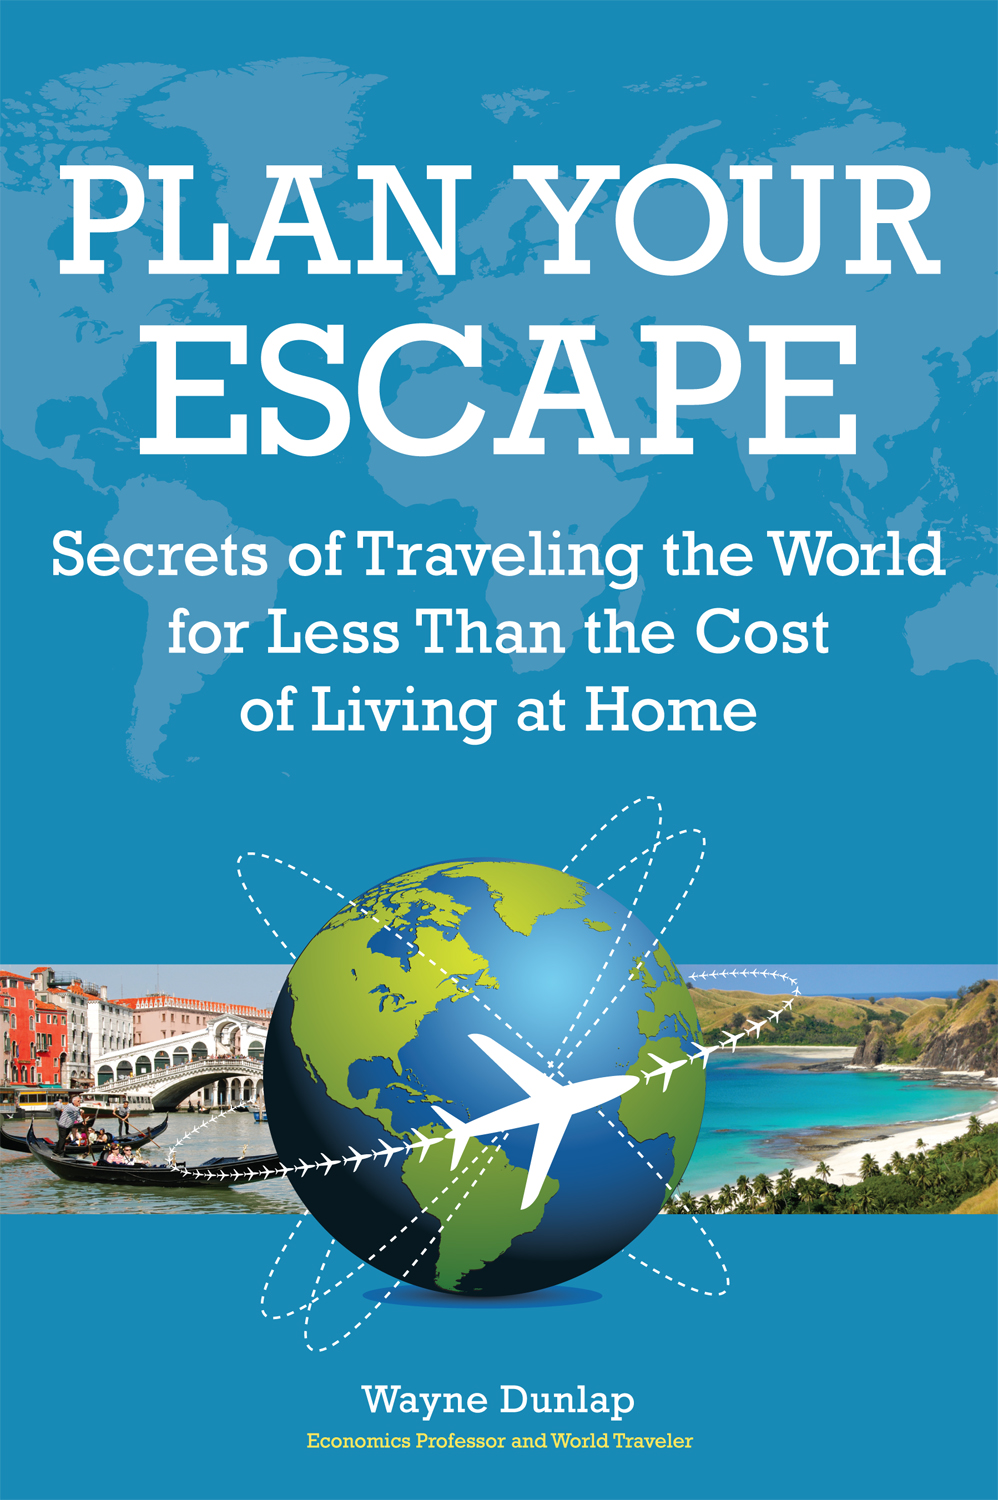 PLAN YOUR
ESCAPE
Secrets of Traveling the World
for Less Than the Cost
of Living at Home
Wayne Dunlap
Economics Professor and World Traveler